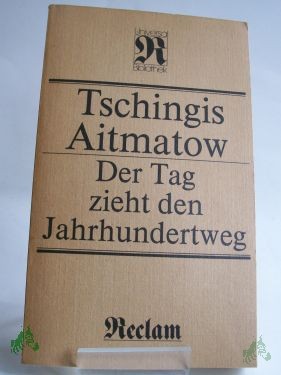 Universal
R
Bibliothek
Tschingis
Aitmatow
Der Tag
zieht den
Jahrhundertweg
Reclam